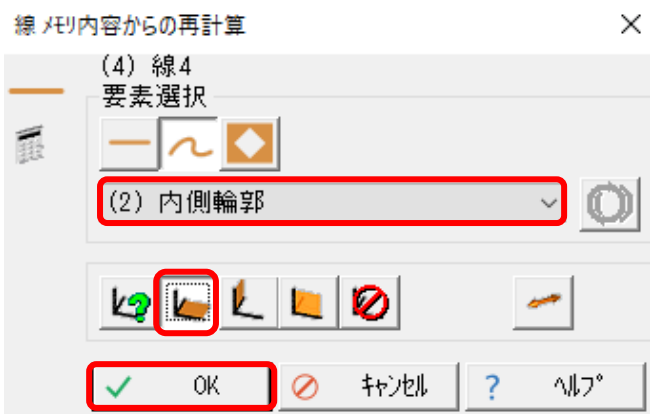 線 ﾒﾓﾘ内容からの再計算
(4) 線4
要素選択
(2) 内側輪郭
OK
ｷｬﾝｾﾙ
? ﾍﾙﾌﾟ